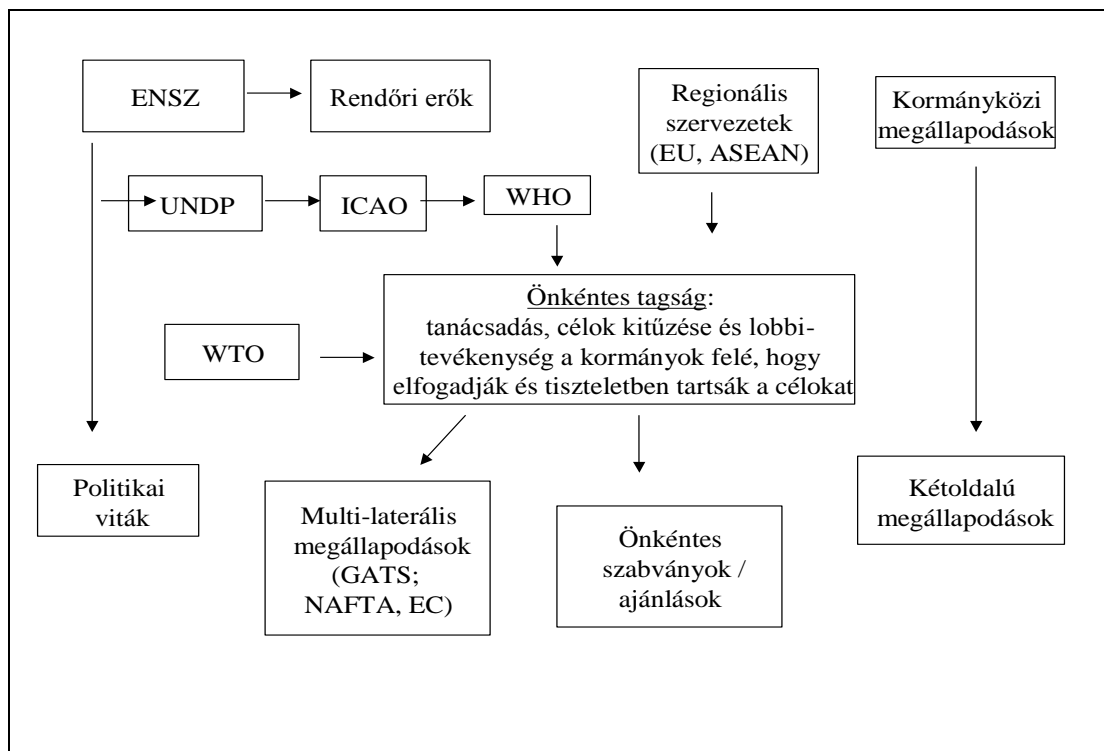 ENSZ
Rendőri erők
Regionális
szervezetek
(EU, ASEAN)
Kormányközi
megállapodások
UNDP
ICAO
WHO
Önkéntes tagság:
tanácsadás, célok kitűzése és lobbi-
tevékenység a kormányok felé, hogy
elfogadják és tiszteletben tartsák a célokat
WTO
Politikai
viták
Multi-laterális
megállapodások
(GATS;
NAFTA, EC)
Önkéntes
szabványok /
ajánlások
Kétoldalú
megállapodások